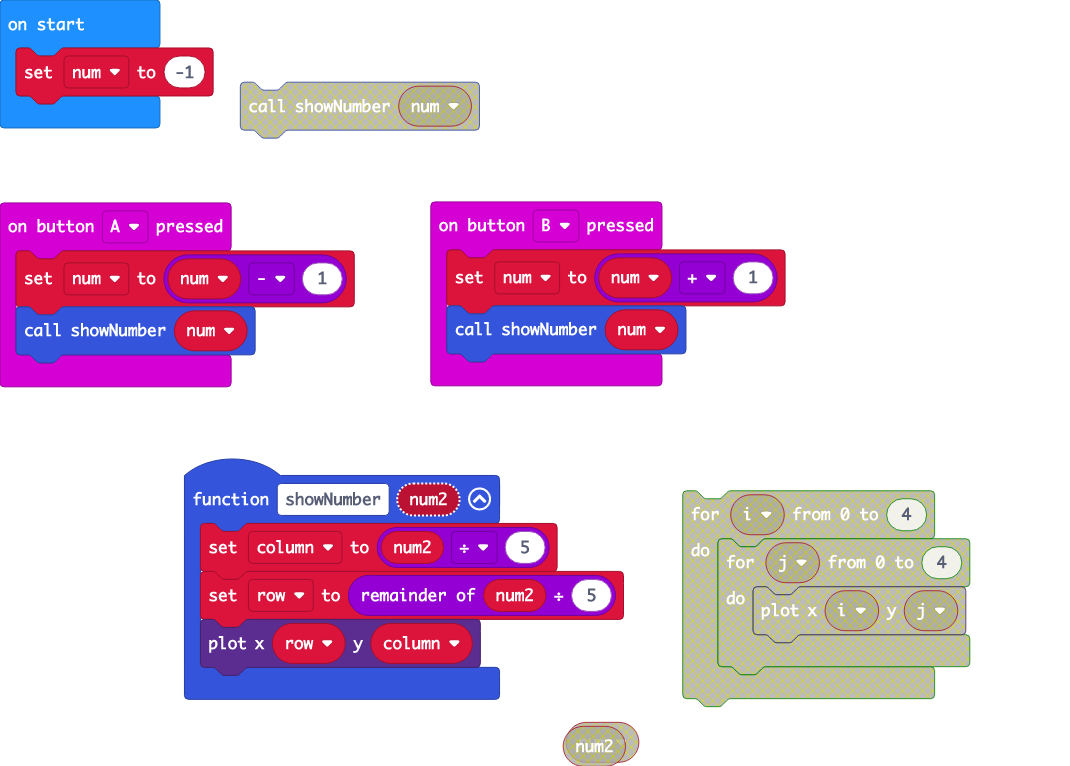 on start
set num to -1
call showNumber num
on button A pressed
set num to num - 1
call showNumber num
on button B pressed
set num to num + 1
call showNumber num
function showNumber num2
set column to num2 ÷ 5
set row to remainder of num2 ÷ 5
plot x row y column
for i from 0 to 4
do
for j from 0 to 4
do
plot x i y j
num2